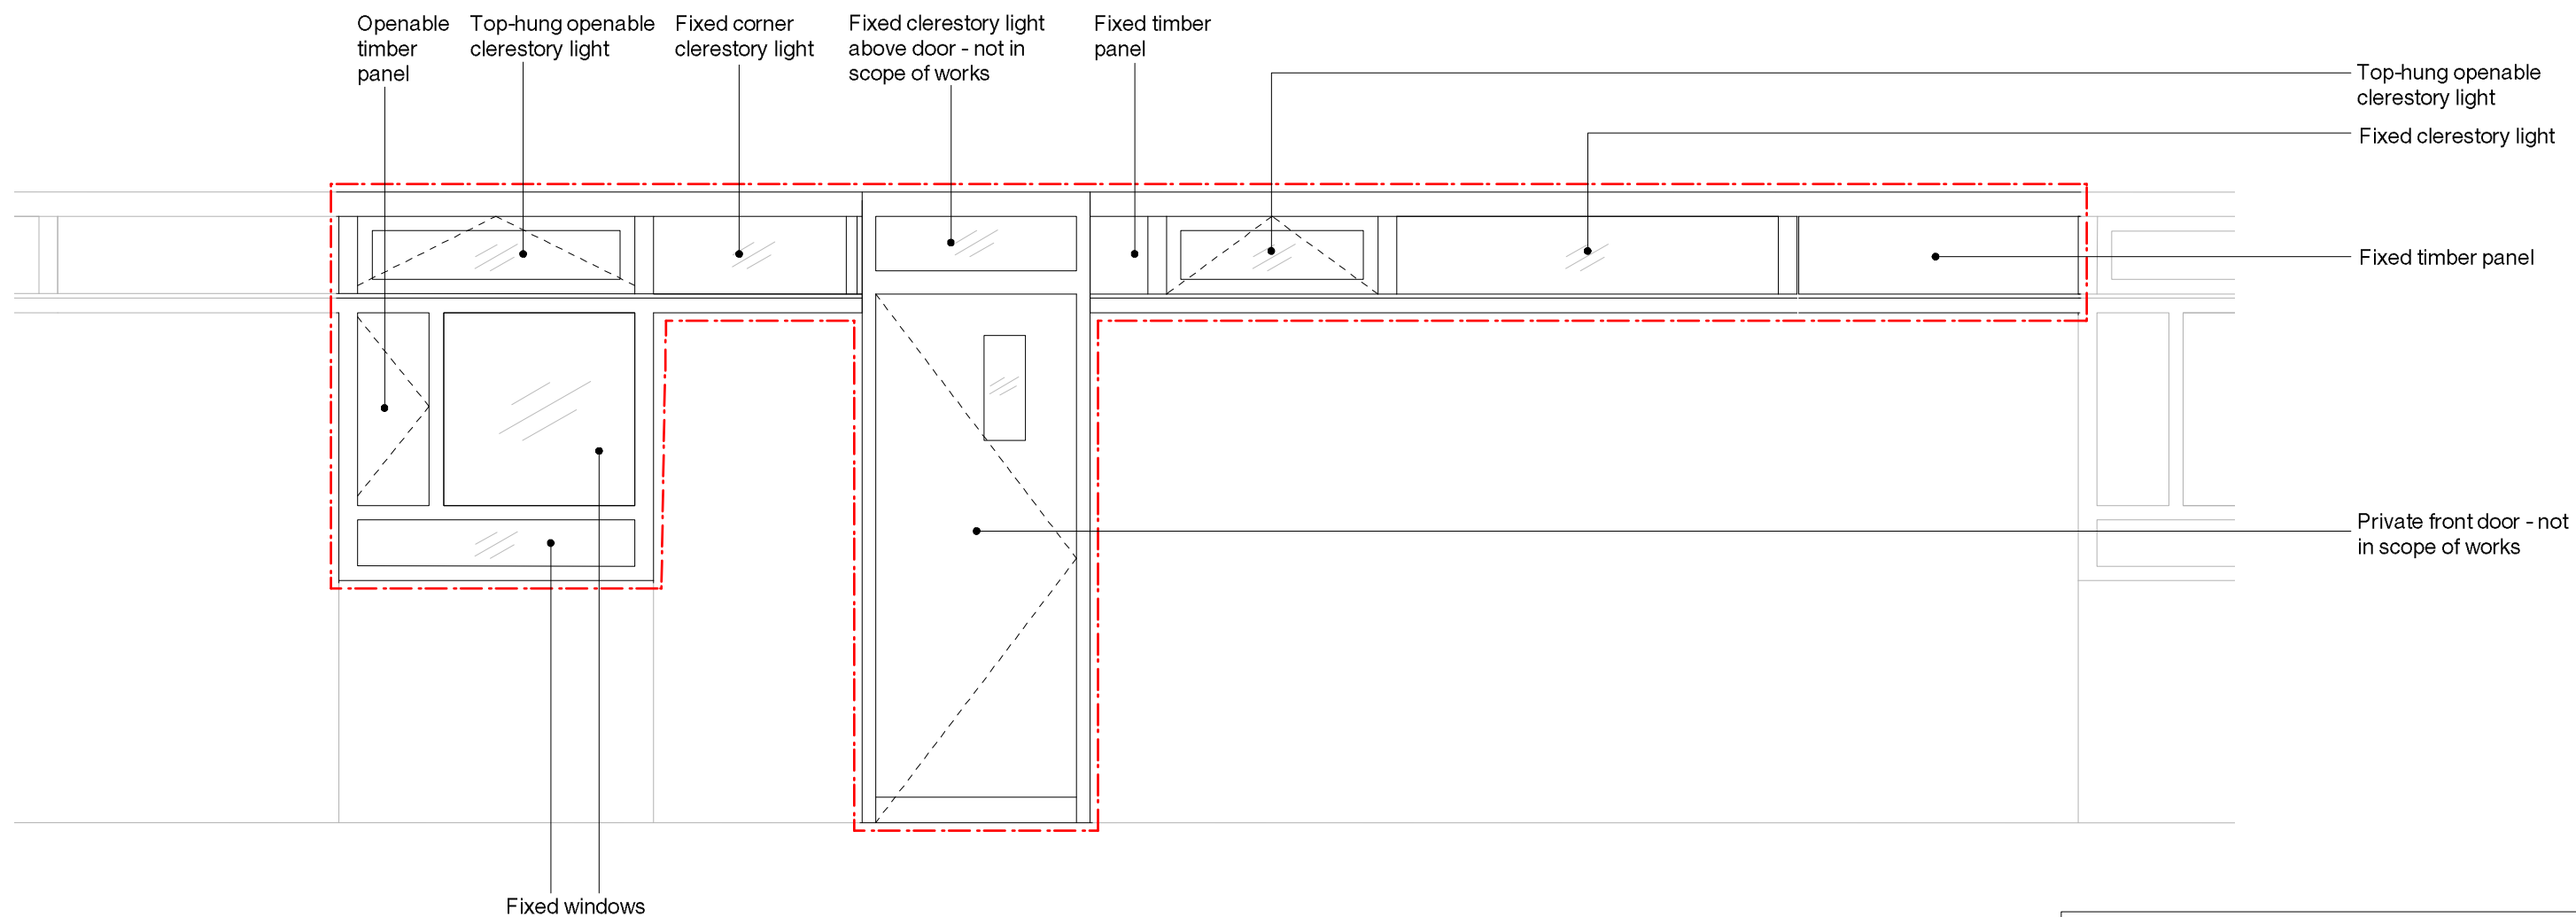 Openable
timber
panel
Top-hung openable
clerestory light
Fixed corner
clerestory light
Fixed clerestory light
above door - not in
scope of works
Fixed timber
panel
Top-hung openable
clerestory light
Fixed clerestory light
Fixed timber panel
Private front door - not
in scope of works
Fixed windows